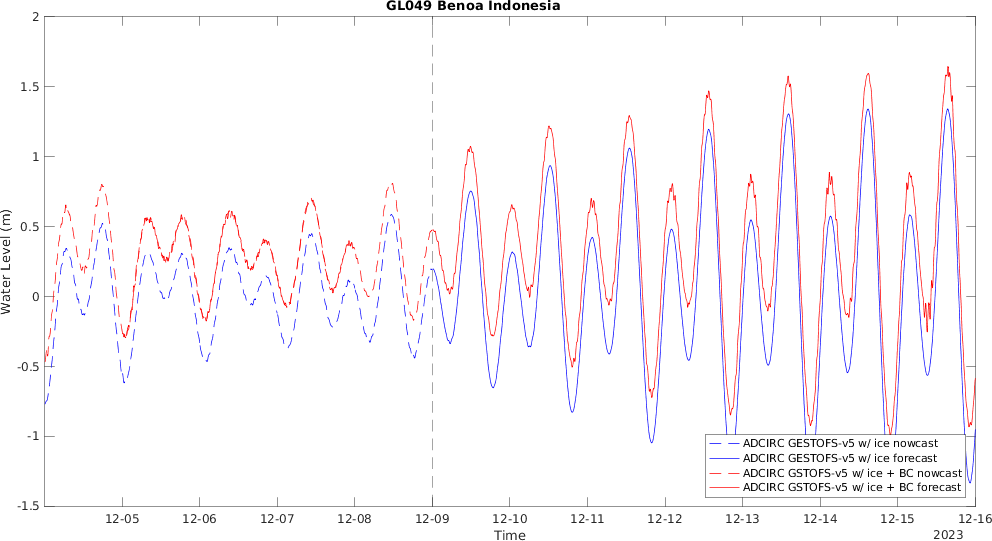 GL049 Benoa Indonesia
2
1.5
1
0.5
0
-0.5
-1
-1.5
Water Level (m)
ADCIRC GESTOFS-v5 w/ ice nowcast
ADCIRC GESTOFS-v5 w/ ice forecast
ADCIRC GSTOFS-v5 w/ ice + BC nowcast
ADCIRC GSTOFS-v5 w/ ice + BC forecast
12-05 12-06 12-07 12-08 12-09 12-10 12-11 12-12 12-13 12-14 12-15 12-16
Time
2023